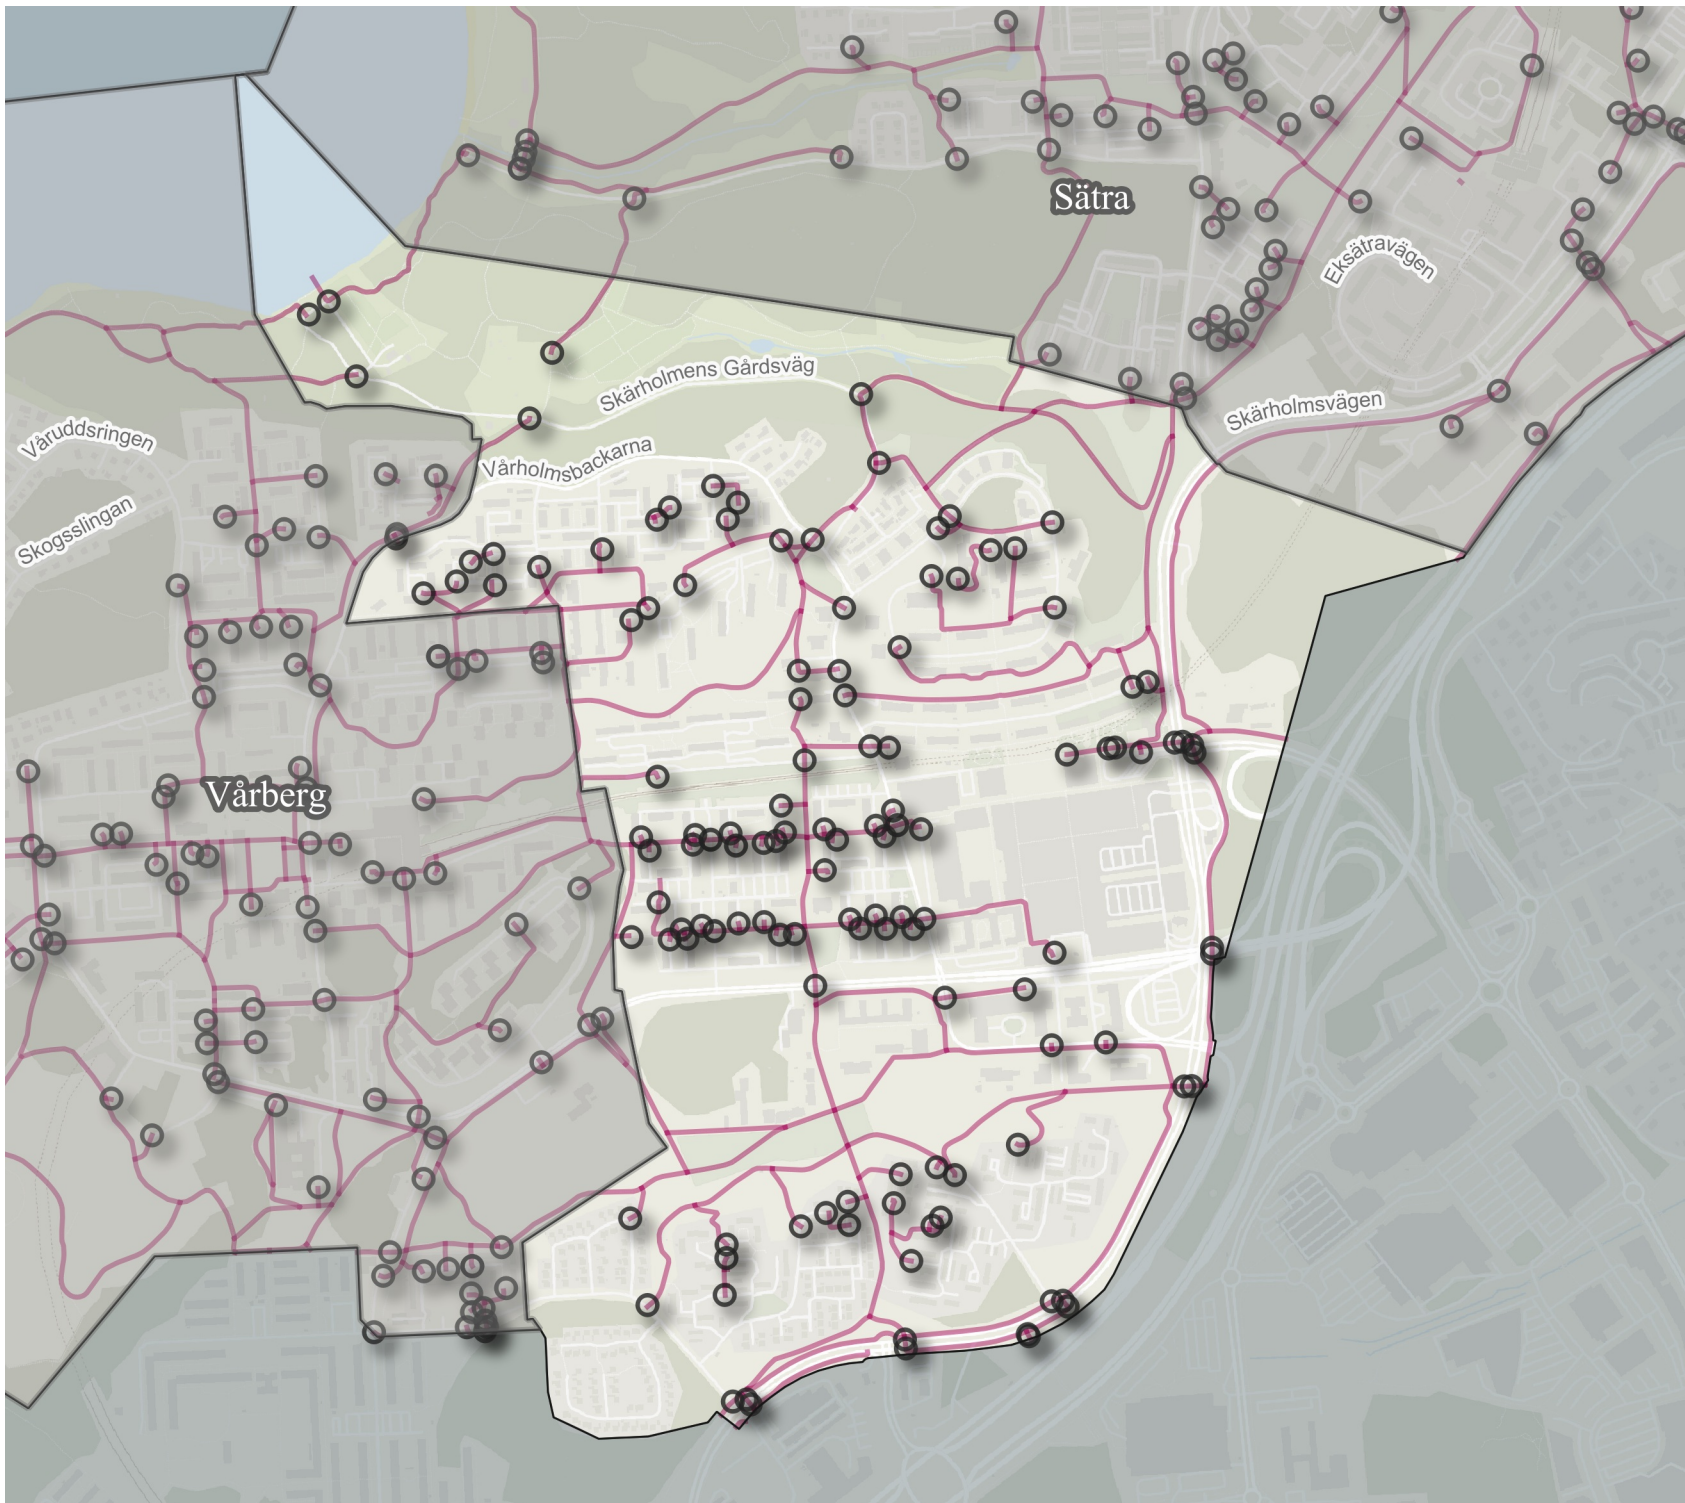 Sätra
Eksätravägen
Skärholmens Gårdsväg
Skärholmsvägen
Våruddsringen
Vårholmsbackarna
Skogsslingan
Vårberg